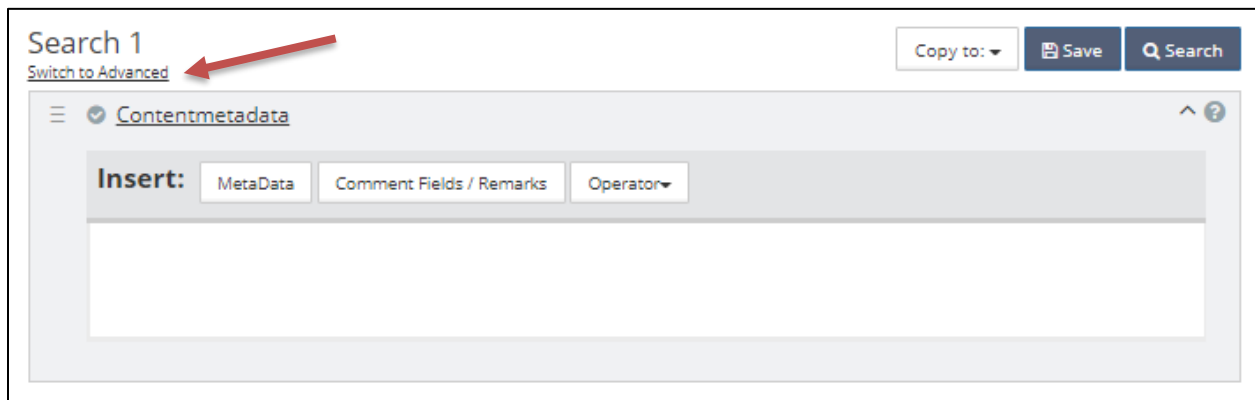 Search 1
Switch to Advanced
Copy to:
Save
Search
Contentmetadata
Insert:
MetaData
Comment Fields / Remarks
Operator